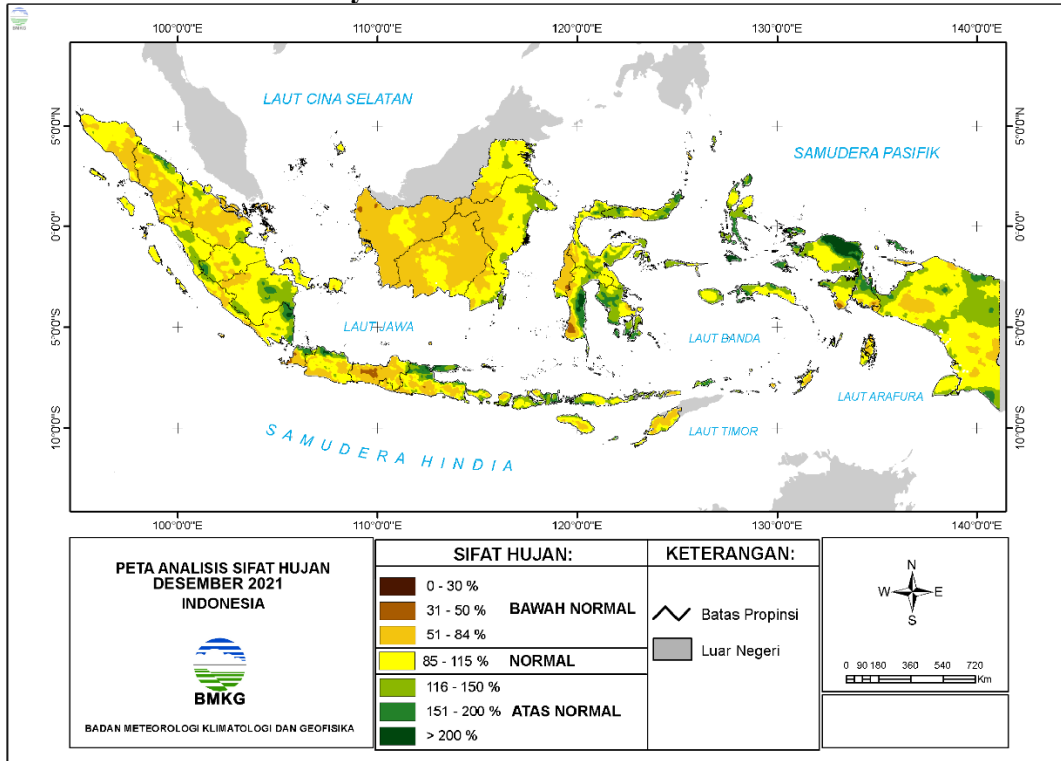 BMKG
100°0'0"E 110°0'0"E 120°0'0"E 130°0'0"E 140°0'0"E
LAUT CINA SELATAN
5°0'0"N
5°0'0"N
SAMUDERA PASIFIK
0°0'0"
0°0'0"
LAUT JAWA
LAUT BANDA
5°0'0"S
5°0'0"S
LAUT ARAFURA
LAUT TIMOR
10°0'0"S
10°0'0"S
SAMUDERA HINDIA
100°0'0"E 110°0'0"E 120°0'0"E 130°0'0"E 140°0'0"E
PETA ANALISIS SIFAT HUJAN
DESEMBER 2021
INDONESIA
BMKG
BADAN METEOROLOGI KLIMATOLOGI DAN GEOFISIKA
SIFAT HUJAN:
0 - 30 %
31 - 50 % BAWAH NORMAL
51 - 84 %
85 - 115 % NORMAL
116 - 150 %
151 - 200 % ATAS NORMAL
> 200 %
KETERANGAN:
Batas Propinsi
Luar Negeri
N
W E
S
0 90 180 360 540 720
Km